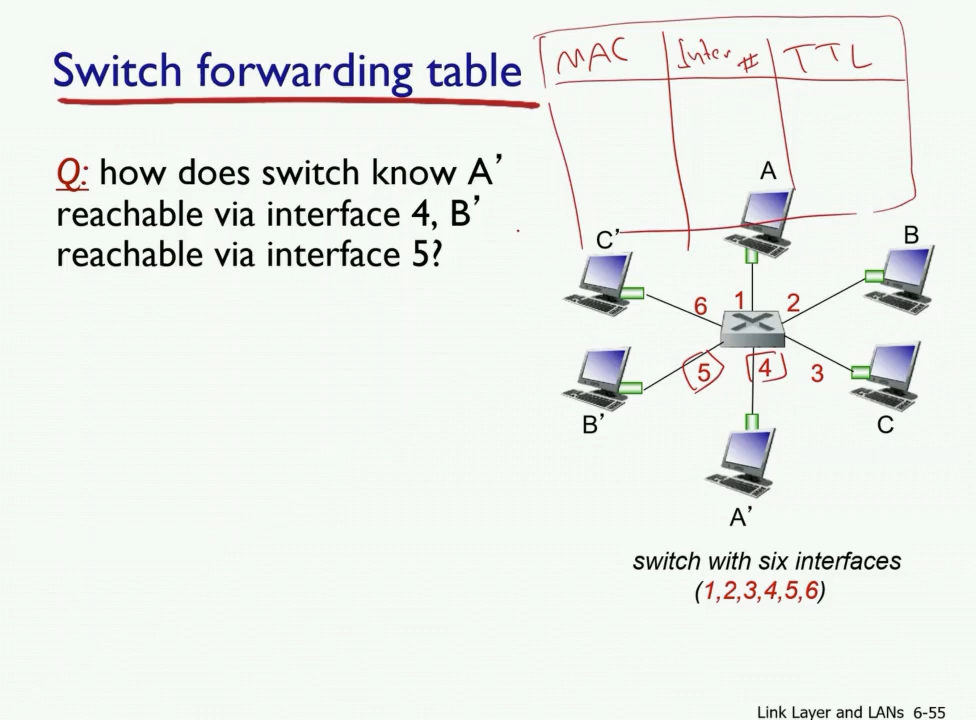 Switch forwarding table
MAC Inter # TTL
Q: how does switch know A’
reachable via interface 4, B’
reachable via interface 5?
A
C’
B
6 1 2
5 4 3
B’
C
A’
switch with six interfaces
(1,2,3,4,5,6)
Link Layer and LANs 6-55